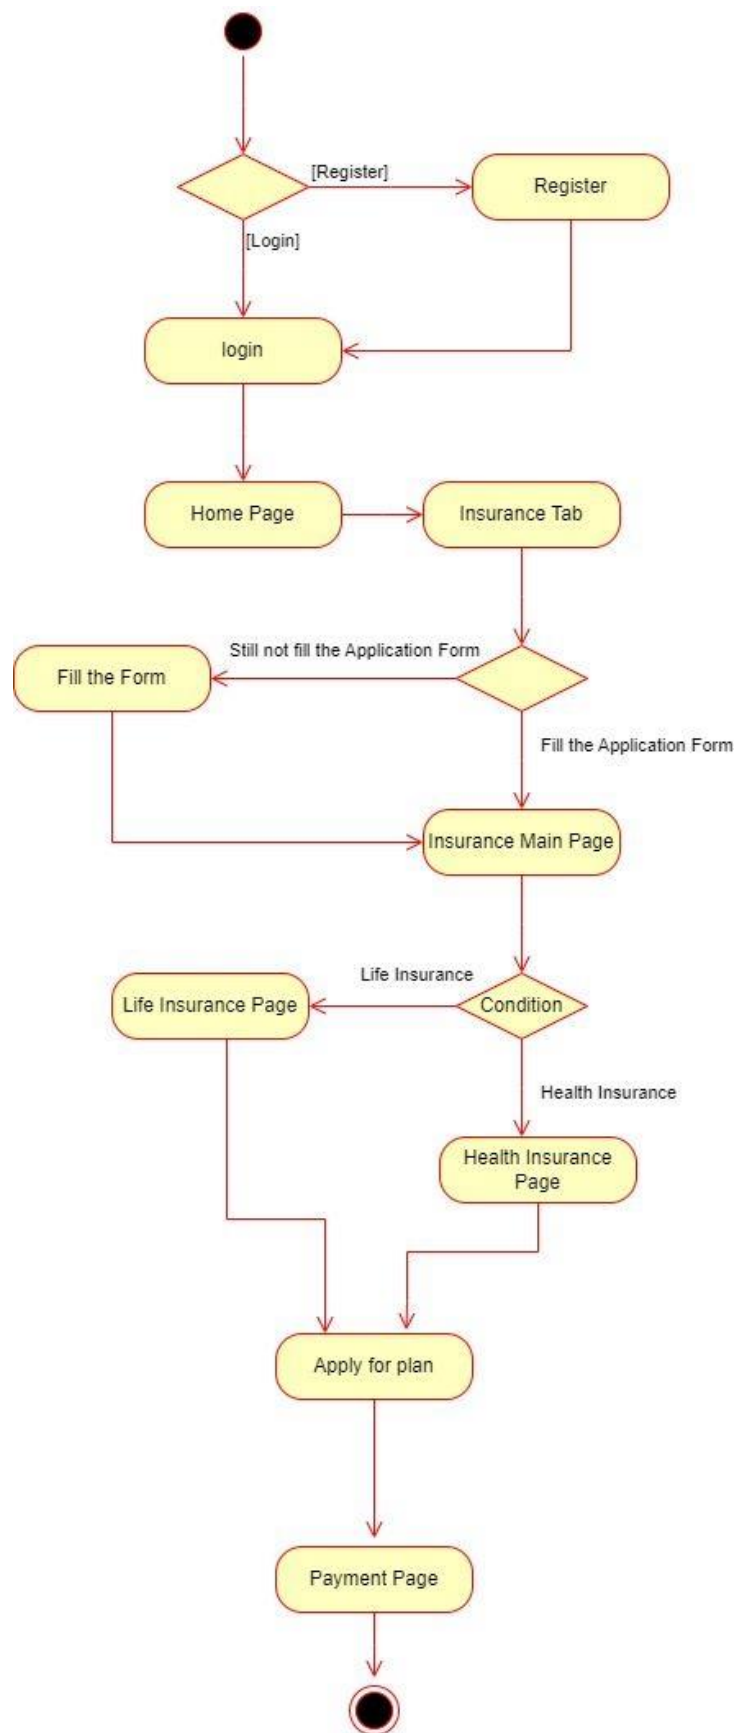 [Register]
Register
[Login]
login
Home Page
Insurance Tab
Still not fill the Application Form
Fill the Form
Fill the Application Form
Insurance Main Page
Life Insurance
Life Insurance Page
Condition
Health Insurance
Health Insurance
Page
Apply for plan
Payment Page